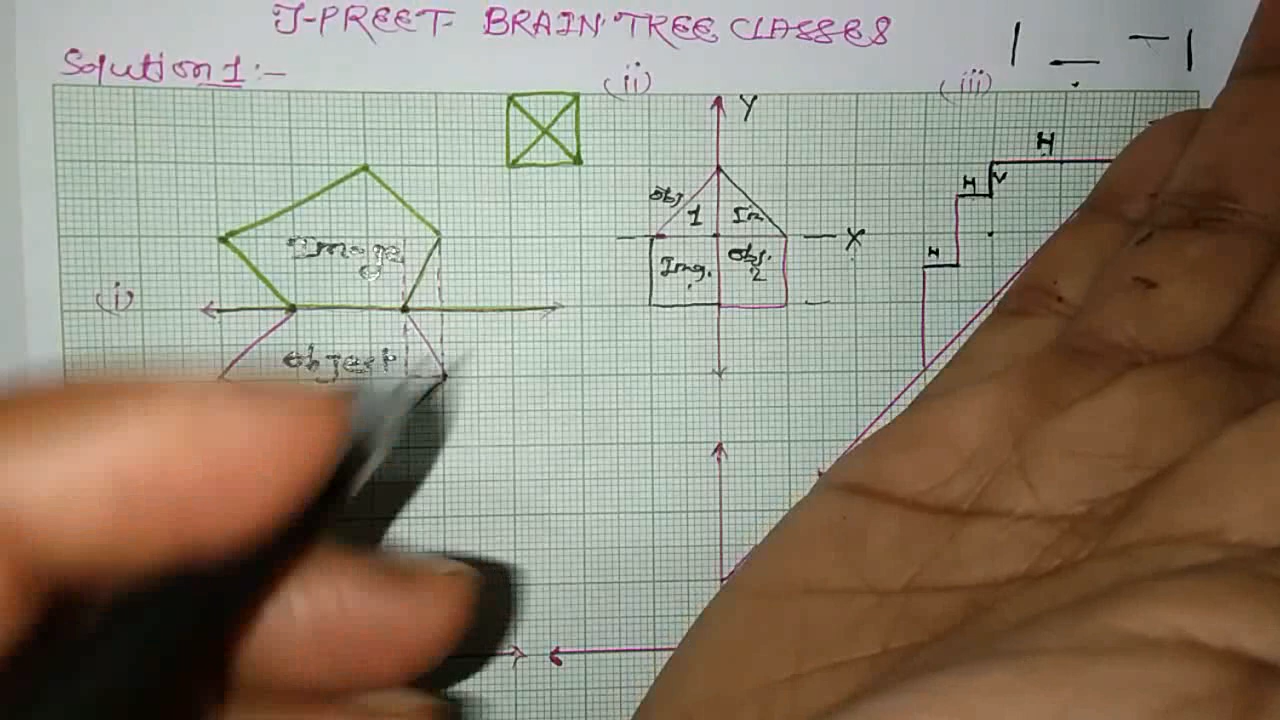 J-PREET BRAIN TREE CLASSES
Solution 1:-
(ii)
(iii)
Y
H
H
V
H
obj
1
Im
X
Image
Img.
obj.
2
(i)
object